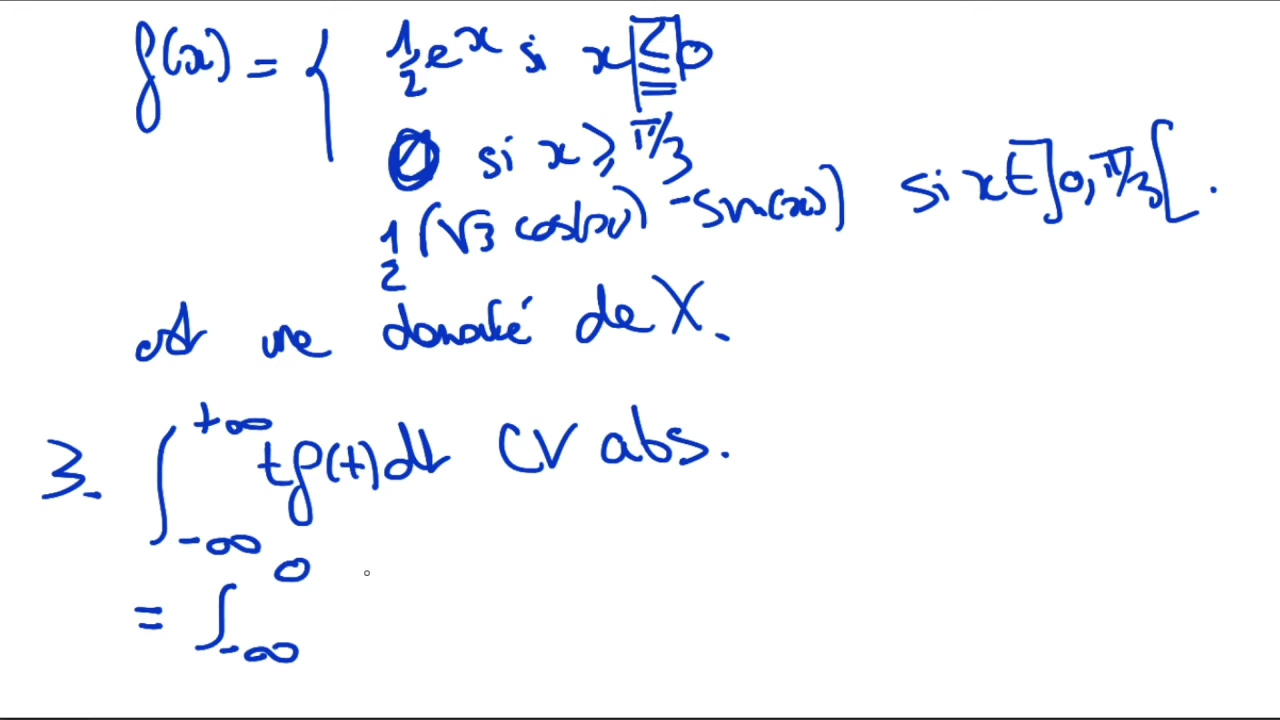 f(x) = { 1/2 e^x si x ≤ 0
0 si x ≥ π/3
1/2 (√3 cos(x) - sin(x)) si x ∈ ]0, π/3[.
est une densité de X.
3. ∫_{-∞}^{+∞} t f(t) dt CV abs.
= ∫_{-∞}^{0}